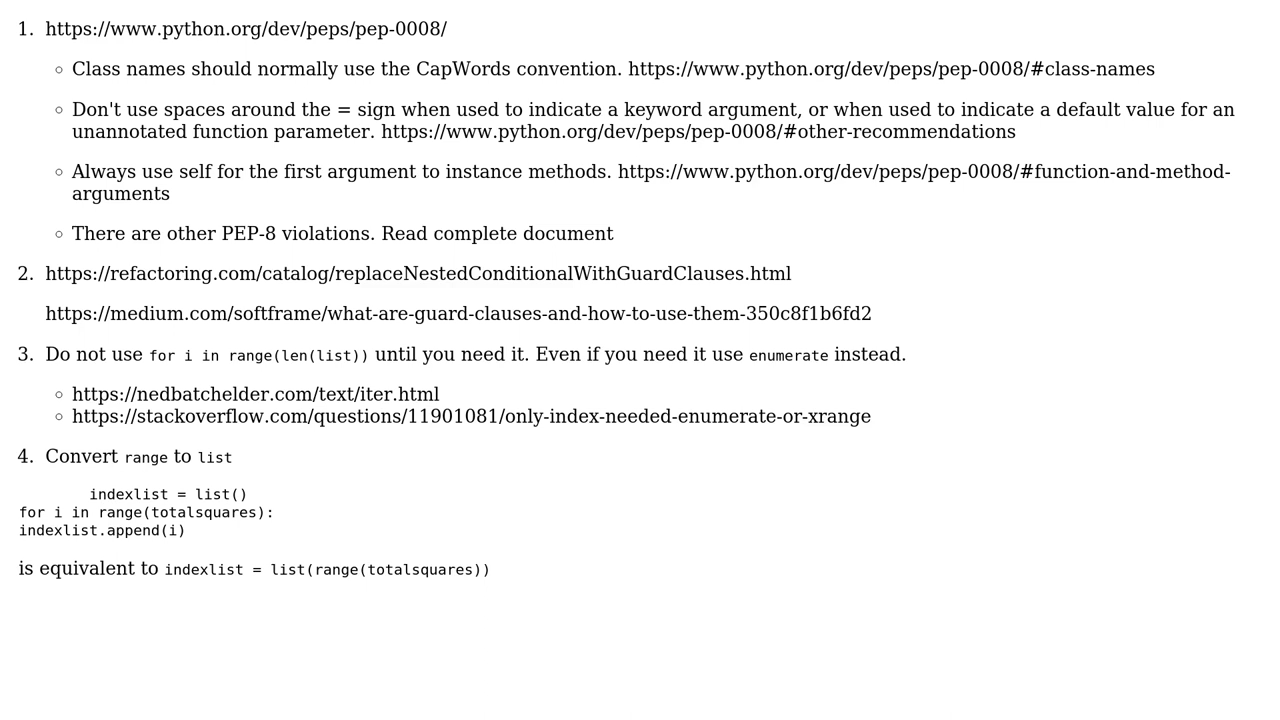 1. https://www.python.org/dev/peps/pep-0008/
◦ Class names should normally use the CapWords convention. https://www.python.org/dev/peps/pep-0008/#class-names
◦ Don't use spaces around the = sign when used to indicate a keyword argument, or when used to indicate a default value for an
unannotated function parameter. https://www.python.org/dev/peps/pep-0008/#other-recommendations
◦ Always use self for the first argument to instance methods. https://www.python.org/dev/peps/pep-0008/#function-and-method-
arguments
◦ There are other PEP-8 violations. Read complete document
2. https://refactoring.com/catalog/replaceNestedConditionalWithGuardClauses.html
https://medium.com/softframe/what-are-guard-clauses-and-how-to-use-them-350c8f1b6fd2
3. Do not use for i in range(len(list)) until you need it. Even if you need it use enumerate instead.
◦ https://nedbatchelder.com/text/iter.html
◦ https://stackoverflow.com/questions/11901081/only-index-needed-enumerate-or-xrange
4. Convert range to list
indexlist = list()
for i in range(totalsquares):
indexlist.append(i)
is equivalent to indexlist = list(range(totalsquares))